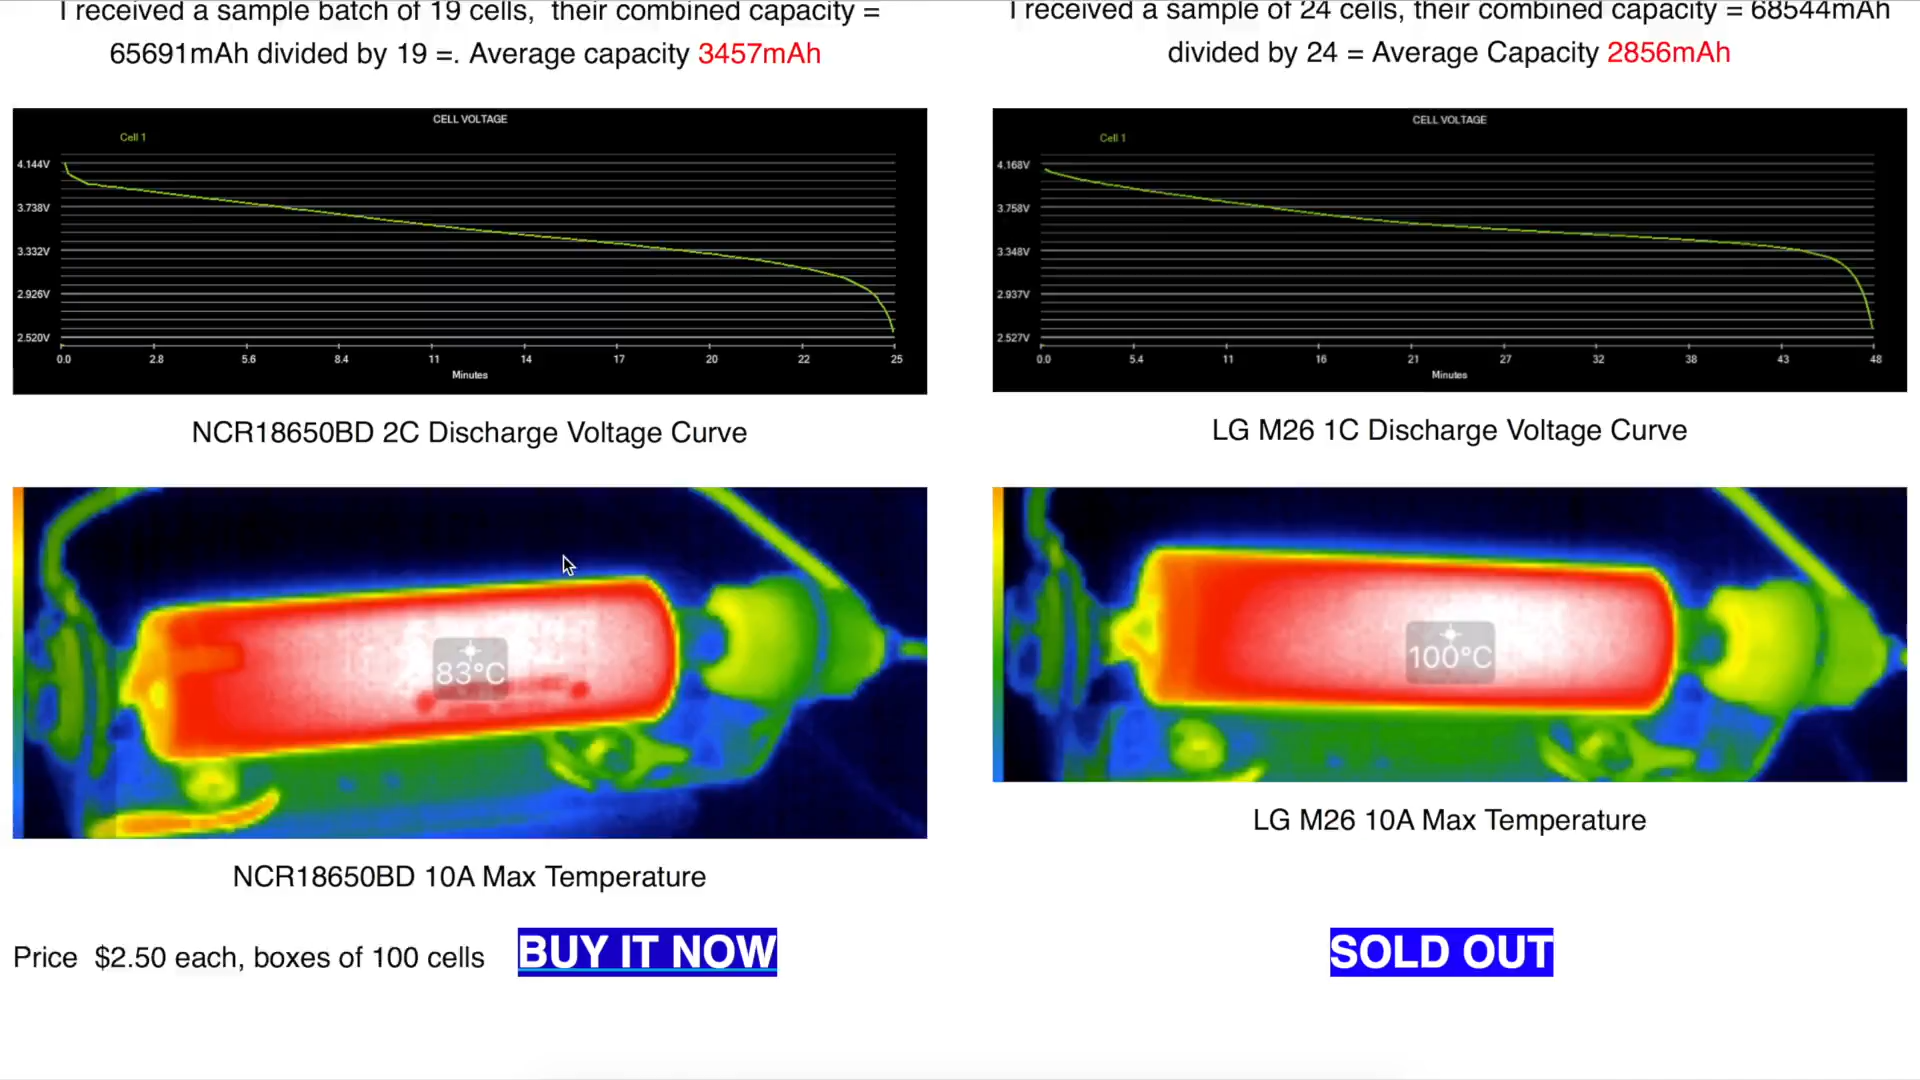 I received a sample batch of 19 cells, their combined capacity =
65691mAh divided by 19 =. Average capacity 3457mAh
CELL VOLTAGE
Cell 1
4.144V
3.738V
3.332V
2.926V
2.520V
0.0 2.8 5.6 8.4 11 14 17 20 22 25
Minutes
NCR18650BD 2C Discharge Voltage Curve
83°C
NCR18650BD 10A Max Temperature
Price $2.50 each, boxes of 100 cells BUY IT NOW
I received a sample of 24 cells, their combined capacity = 68544mAh
divided by 24 = Average Capacity 2856mAh
CELL VOLTAGE
Cell 1
4.168V
3.758V
3.348V
2.937V
2.527V
0.0 5.4 11 16 21 27 32 38 43 48
Minutes
LG M26 1C Discharge Voltage Curve
100°C
LG M26 10A Max Temperature
SOLD OUT